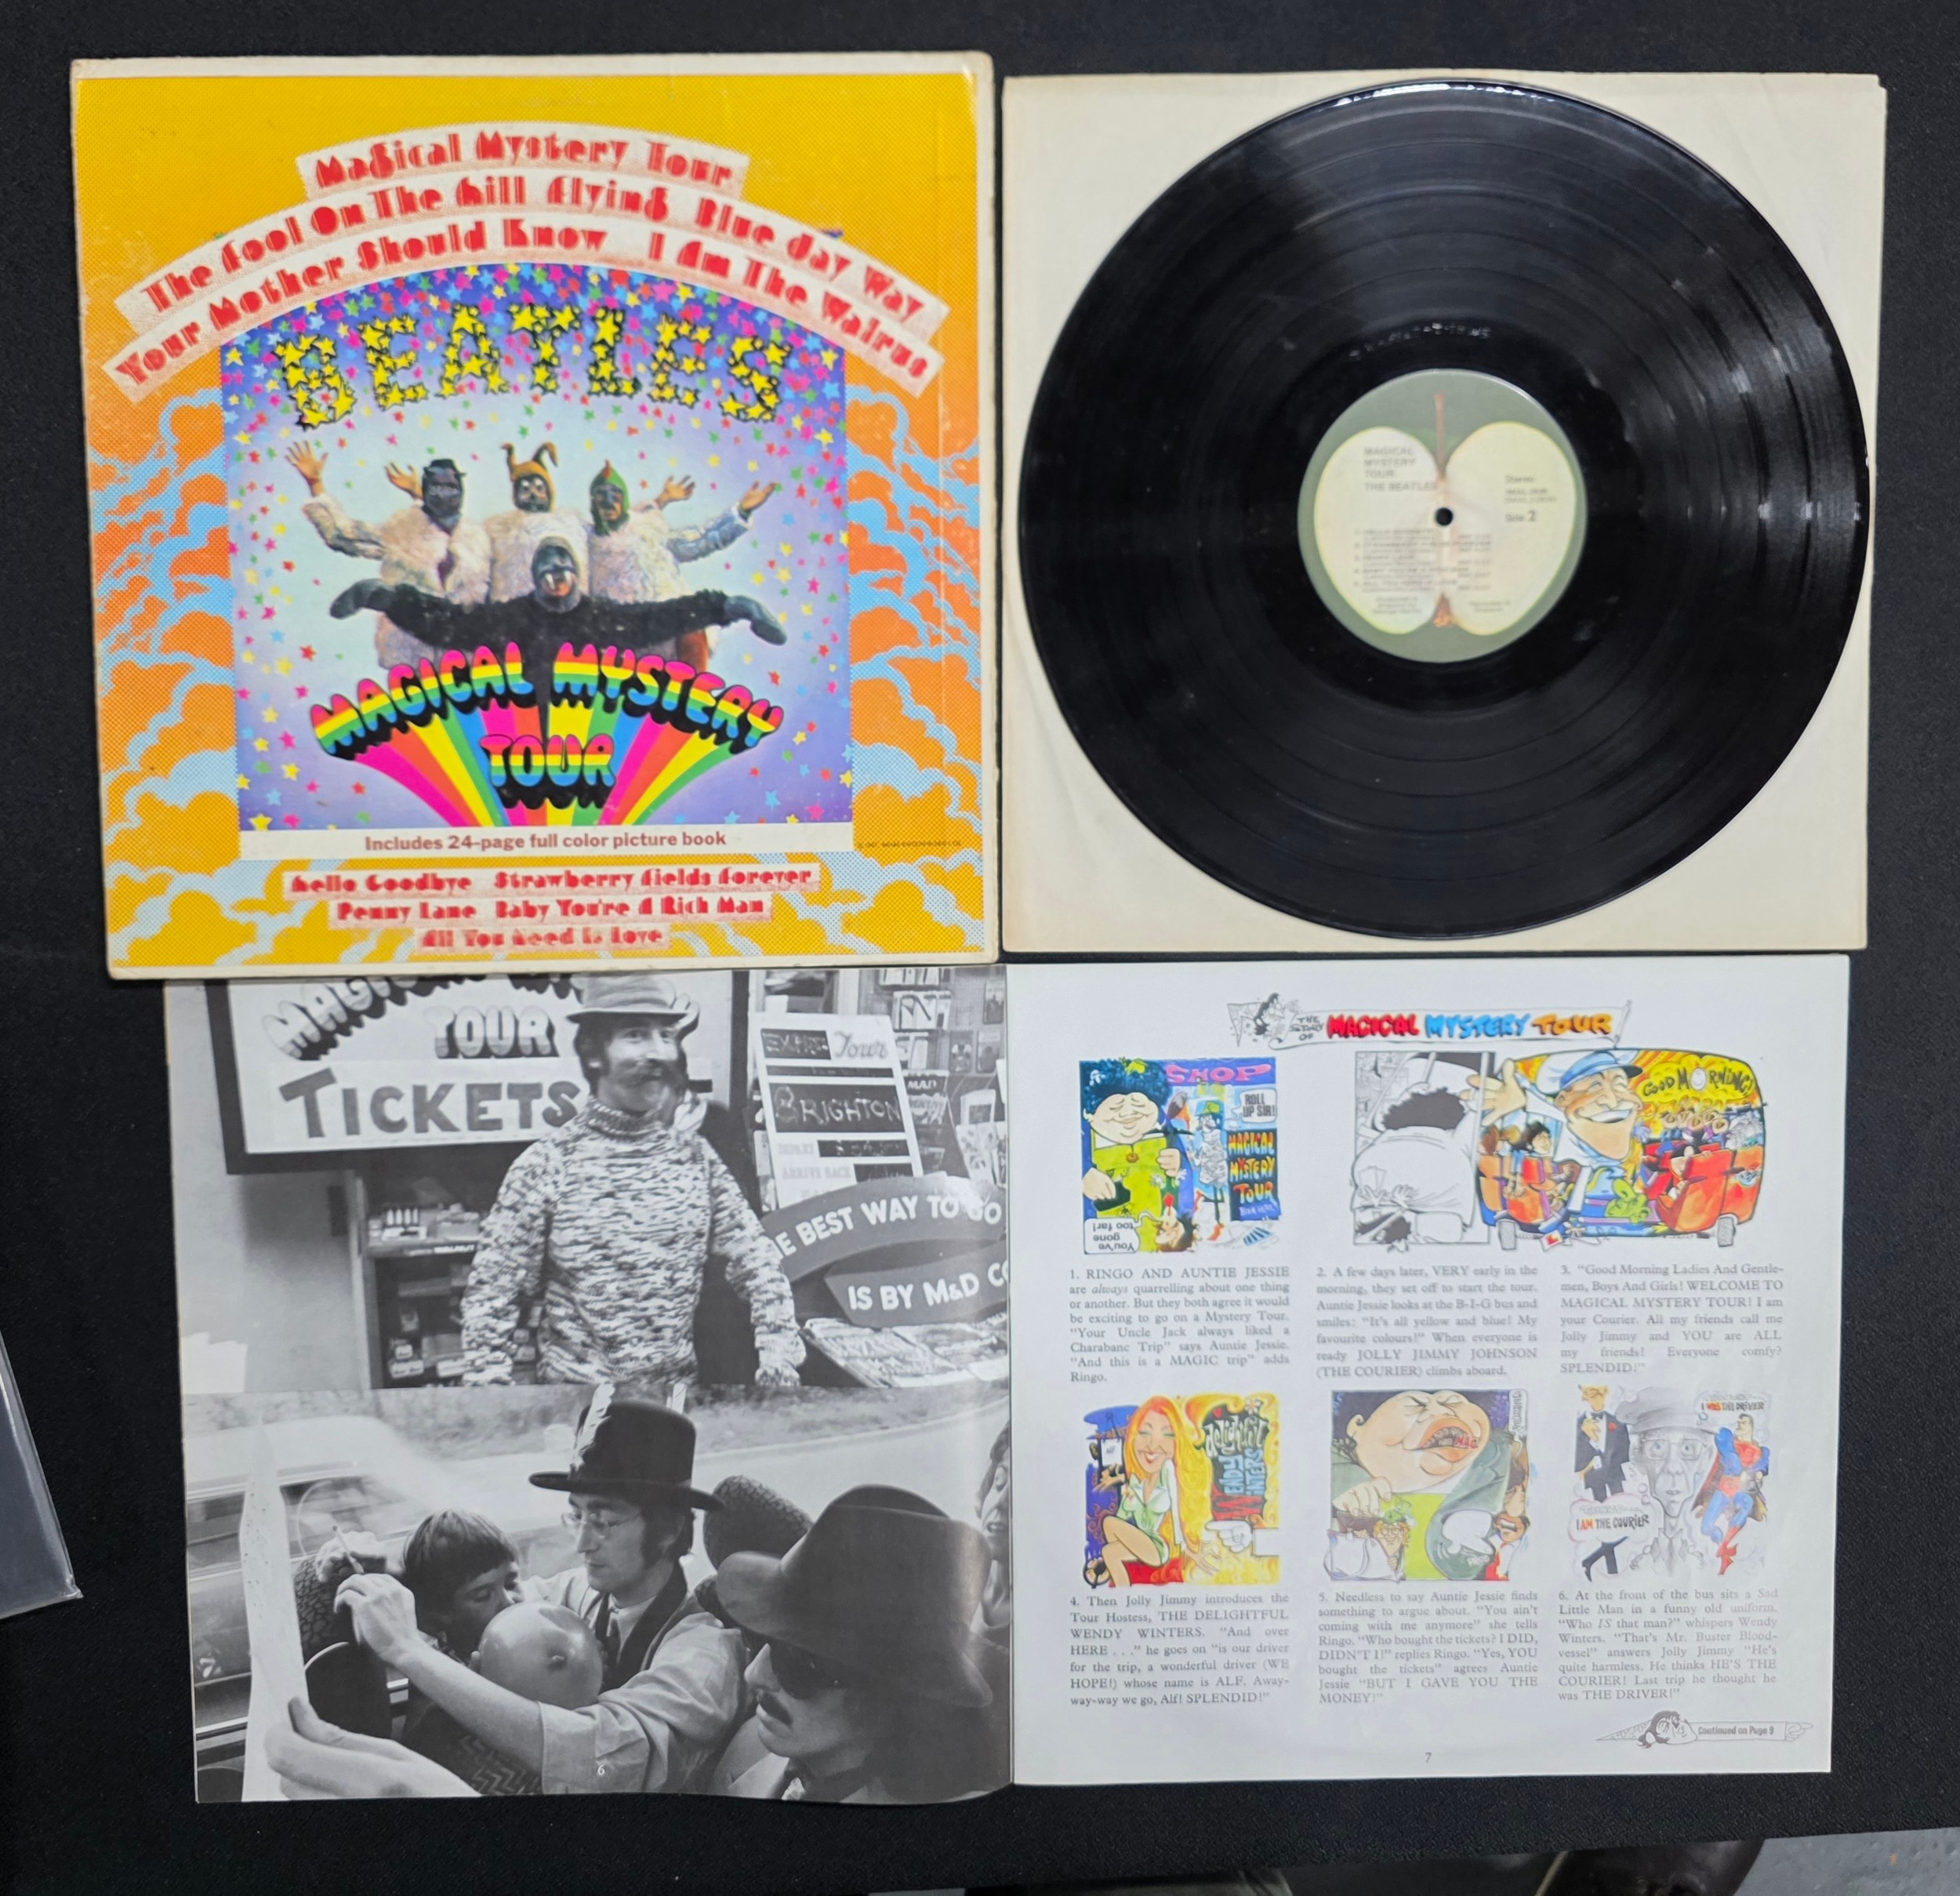 Magical Mystery Tour
The Fool On The Hill Flying Blue Jay Way
Your Mother Should Know I Am The Walrus
BEATLES
MAGICAL MYSTERY
TOUR
Includes 24-page full color picture book
Hello Goodbye Strawberry Fields Forever
Penny Lane Baby You're A Rich Man
All You Need Is Love
MAGICAL
MYSTERY
TOUR
THE BEATLES
Stereo
Side 2
TOUR
TICKETS
Tour
BRIGHTON
DEPART
ARRIVE BACK
E BEST WAY TO GO
IS BY M&D CO
6
THE STORY OF MAGICAL MYSTERY TOUR
SHOP
ROLL
UP SIR!
MAGICAL
MYSTERY
TOUR
You've
gone
too far!
GOOD MORNING!
1. RINGO AND AUNTIE JESSIE
are always quarrelling about one thing
or another. But they both agree it would
be exciting to go on a Mystery Tour.
"Your Uncle Jack always liked a
Charabanc Trip" says Auntie Jessie.
"And this is a MAGIC trip" adds
Ringo.
2. A few days later, VERY early in the
morning, they set off to start the tour.
Auntie Jessie looks at the B-I-G bus and
smiles: "It's all yellow and blue! My
favourite colours!" When everyone is
ready JOLLY JIMMY JOHNSON
(THE COURIER) climbs aboard.
3. "Good Morning Ladies And Gentle-
men, Boys And Girls! WELCOME TO
MAGICAL MYSTERY TOUR! I am
your Courier. All my friends call me
Jolly Jimmy and YOU are ALL
my friends! Everyone comfy?
SPLENDID!"
delightful
WENDY
WINTERS
I WAS THE DRIVER
I AM THE COURIER
4. Then Jolly Jimmy introduces the
Tour Hostess, THE DELIGHTFUL
WENDY WINTERS. "And over
HERE . . ." he goes on "is our driver
for the trip, a wonderful driver (WE
HOPE!) whose name is ALF. Away-
way-way we go, Alf! SPLENDID!"
5. Needless to say Auntie Jessie finds
something to argue about. "You ain't
coming with me anymore" she tells
Ringo. "Who bought the tickets? I DID,
DIDN'T I!" replies Ringo. "Yes, YOU
bought the tickets" agrees Auntie
Jessie "BUT I GAVE YOU THE
MONEY!"
6. At the front of the bus sits a Sad
Little Man in a funny old uniform.
"Who IS that man?" whispers Wendy
Winters. "That's Mr. Buster Blood-
vessel" answers Jolly Jimmy "He's
quite harmless. He thinks HE'S THE
COURIER! Last trip he thought he
was THE DRIVER!"
Continued on Page 9
7